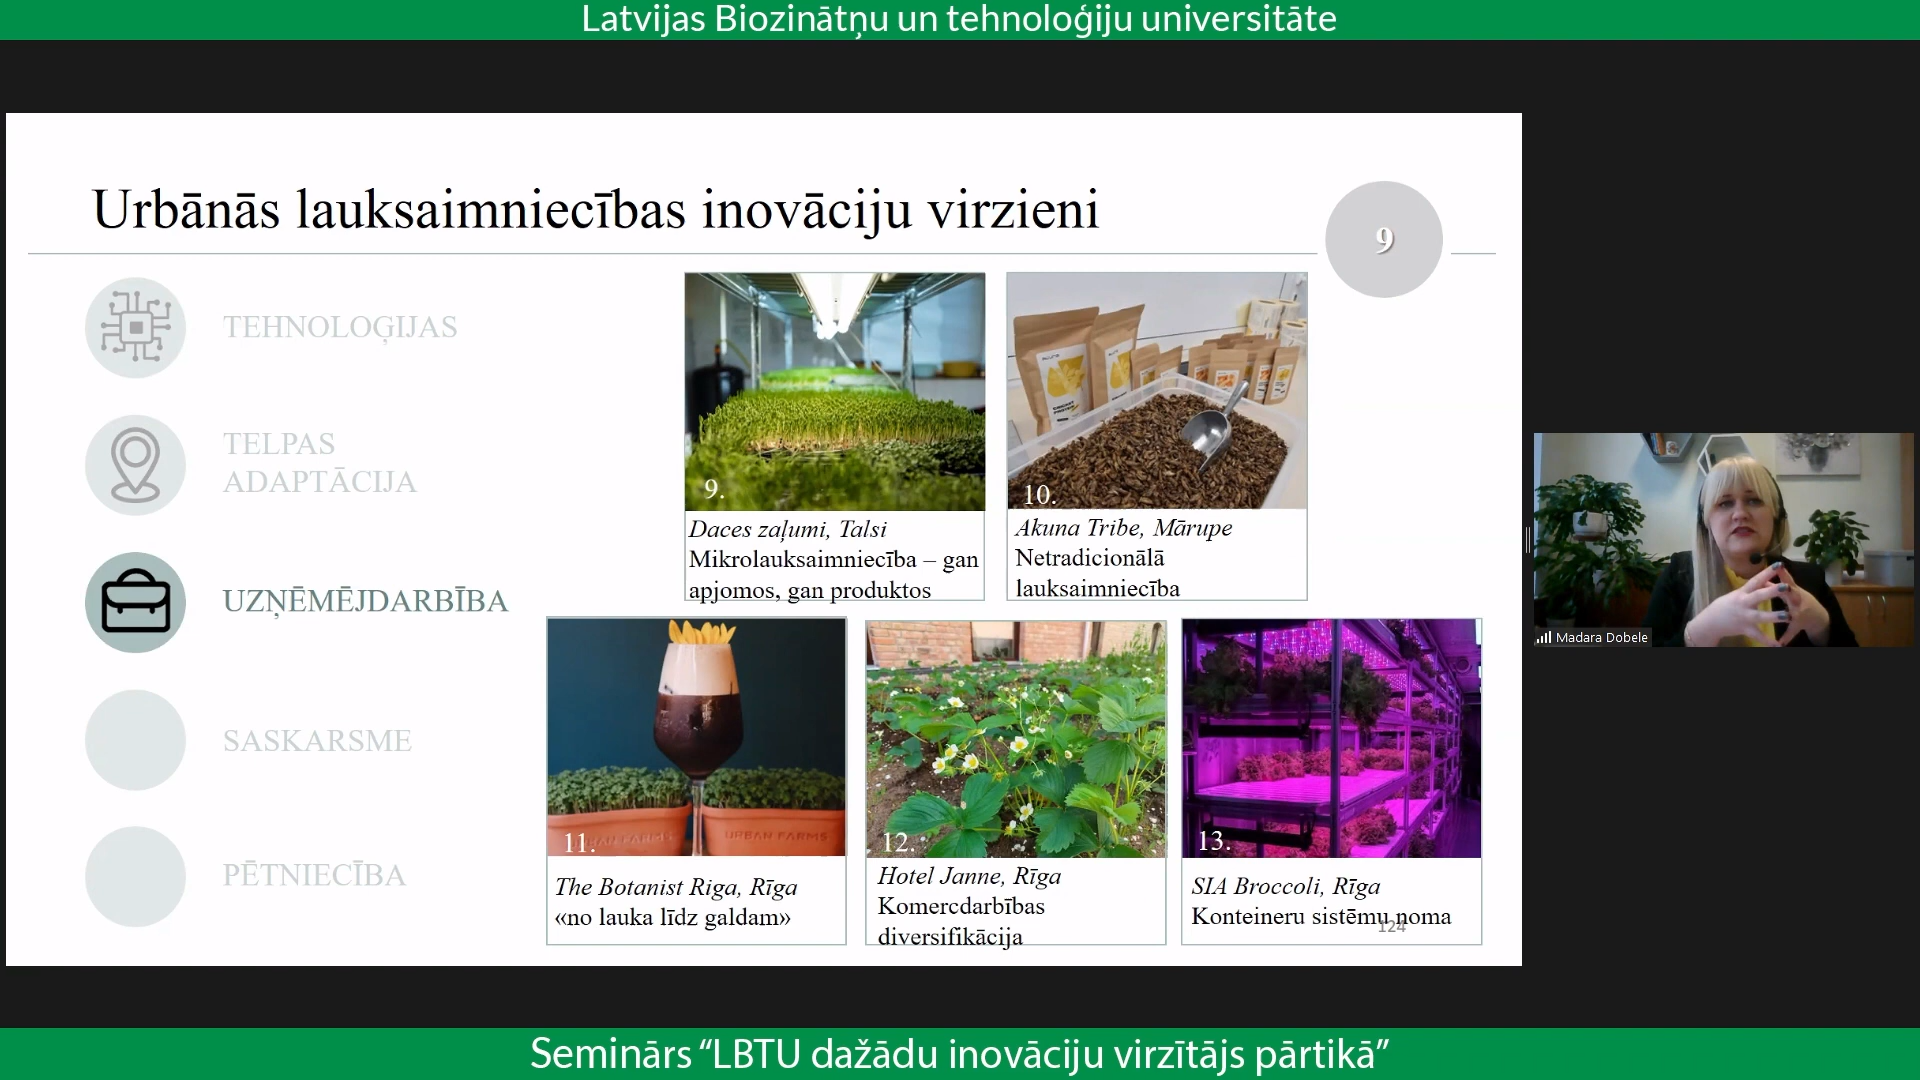 Latvijas Biozinātņu un tehnoloģiju universitāte
Urbānās lauksaimniecības inovāciju virzieni
9
TEHNOLOĢIJAS
TELPAS
ADAPTĀCIJA
UZŅĒMĒJDARBĪBA
SASKARSME
PĒTNIECĪBA
9.
Daces zaļumi, Talsi
Mikrolauksaimniecība – gan
apjomos, gan produktos
10.
Akuna Tribe, Mārupe
Netradicionālā
lauksaimniecība
11.
URBAN FARMS
The Botanist Riga, Rīga
«no lauka līdz galdam»
12.
Hotel Janne, Rīga
Komercdarbības
diversifikācija
13.
SIA Broccoli, Rīga
Konteineru sistēmu noma
124
Madara Dobele
Seminārs “LBTU dažādu inovāciju virzītājs pārtikā”